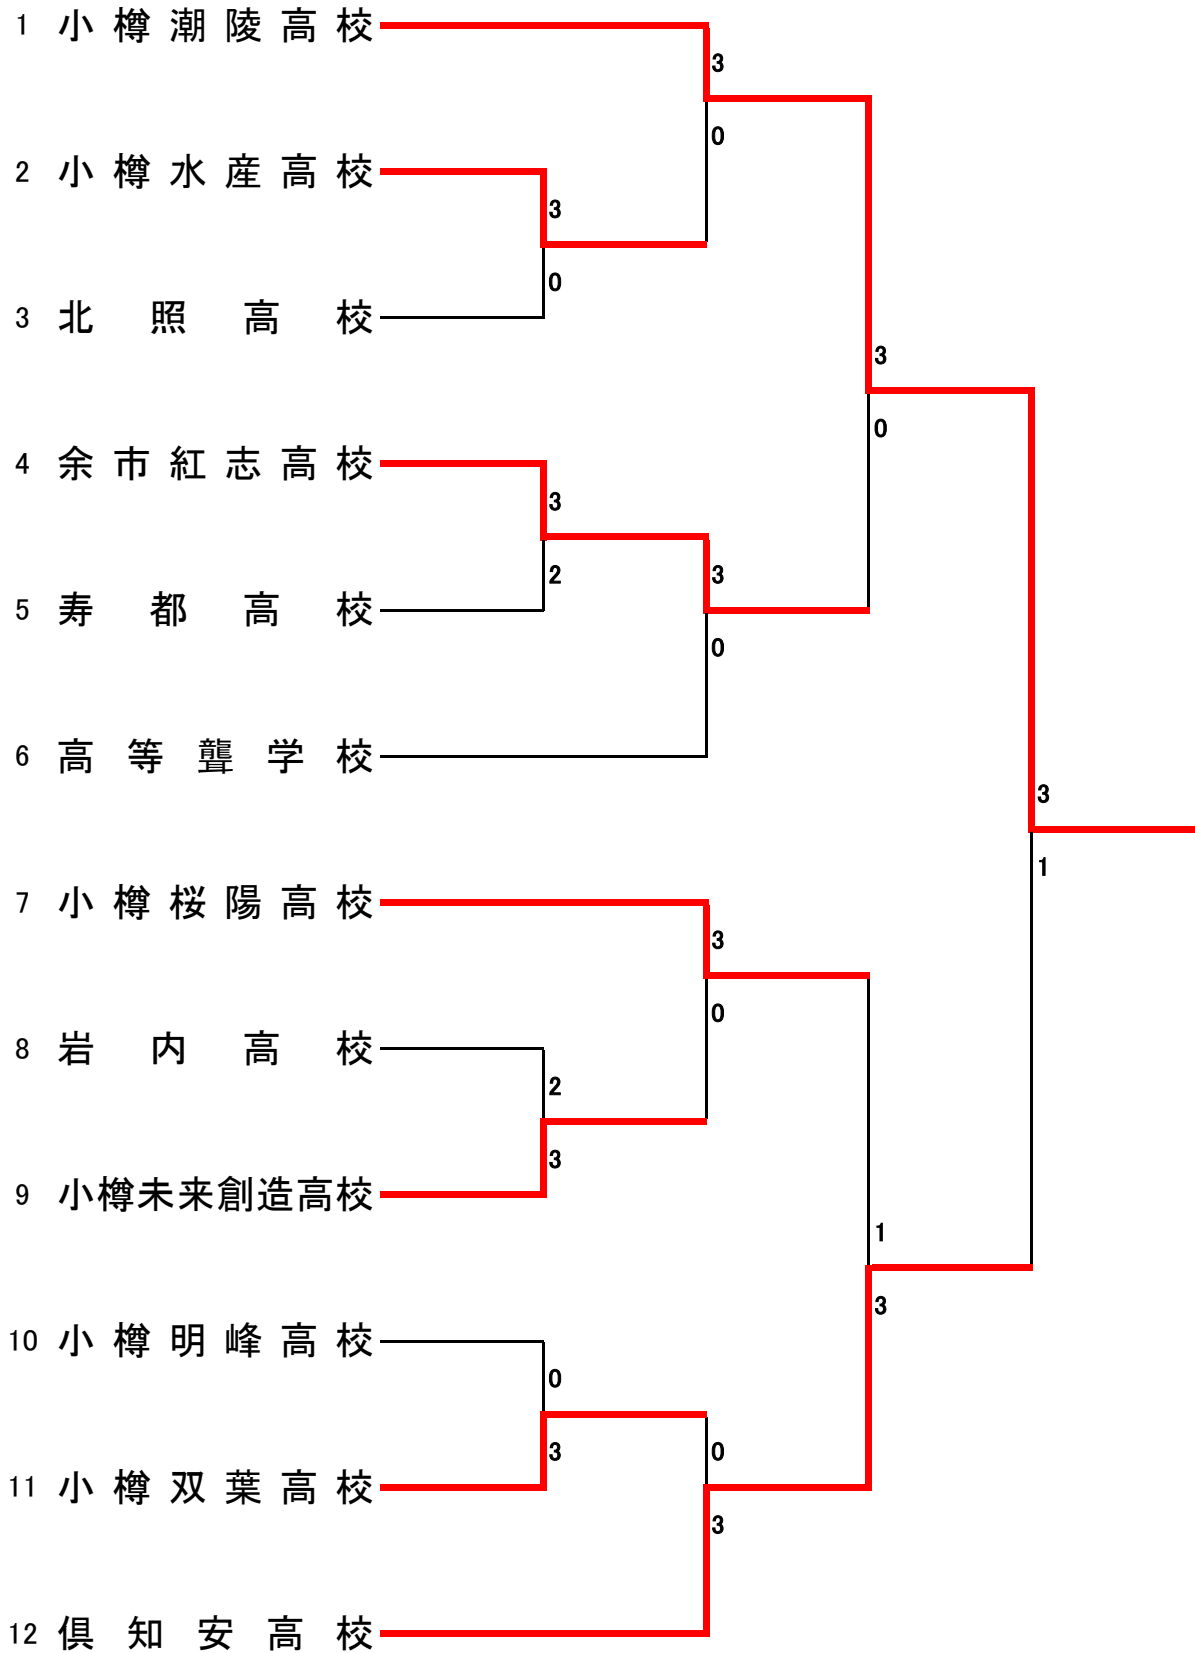 1 小樽潮陵高校
3
0
2 小樽水産高校
3
0
3 北照高校
3
0
4 余市紅志高校
3
2
3
5 寿都高校
0
6 高等聾学校
3
1
7 小樽桜陽高校
3
0
8 岩内高校
2
3
9 小樽未来創造高校
1
3
10 小樽明峰高校
0
3
0
11 小樽双葉高校
3
12 倶知安高校